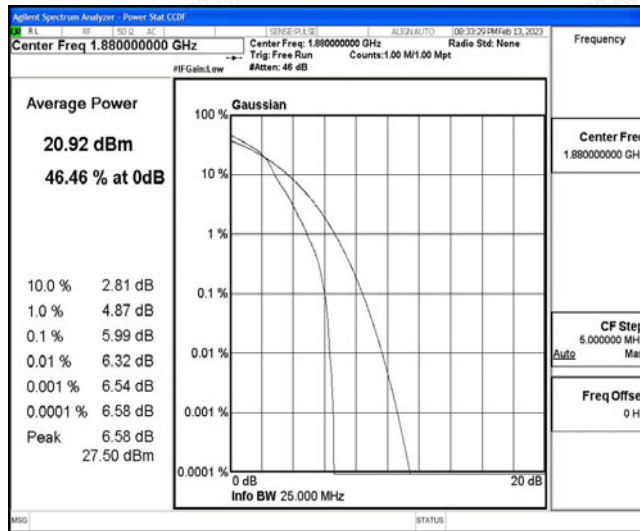 Agilent Spectrum Analyzer - Power Stat CCDF
RL RF 50 Ω AC SENSE:PULSE ALIGN AUTO 08:33:29 PM Feb 13, 2023
Center Freq 1.880000000 GHz
Center Freq: 1.880000000 GHz Radio Std: None
Trig: Free Run Counts:1.00 M/1.00 Mpt
#IFGain:Low #Atten: 46 dB
Frequency
Average Power
20.92 dBm
46.46 % at 0dB
10.0 % 2.81 dB
1.0 % 4.87 dB
0.1 % 5.99 dB
0.01 % 6.32 dB
0.001 % 6.54 dB
0.0001 % 6.58 dB
Peak 6.58 dB
27.50 dBm
Gaussian
100 %
10 %
1 %
0.1 %
0.01 %
0.001 %
0.0001 %
0 dB 20 dB
Info BW 25.000 MHz
Center Fre
1.880000000 GH
CF Step
5.000000 MH
Auto Ma
Freq Offse
0 H
MSG STATUS